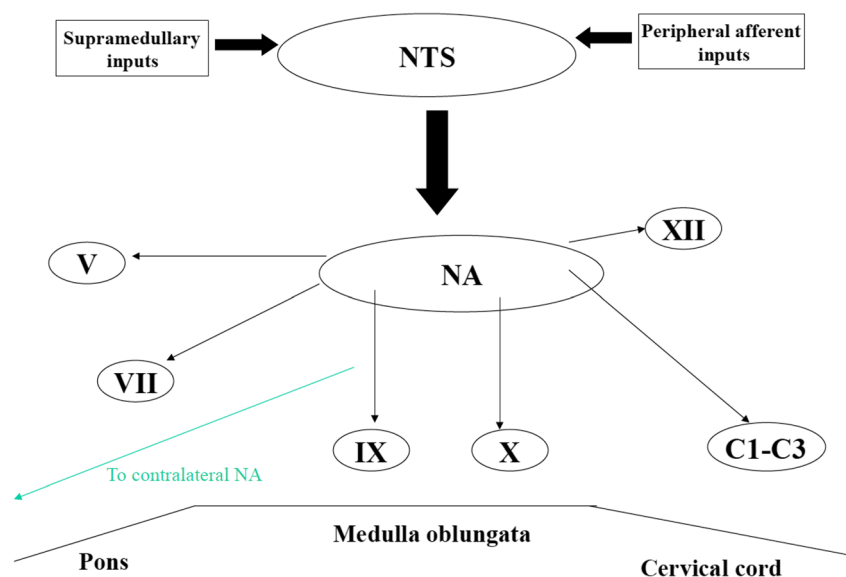 Supramedullary
inputs
NTS
Peripheral afferent
inputs
XII
V
NA
VII
IX
X
C1-C3
To contralateral NA
Medulla oblungata
Pons
Cervical cord